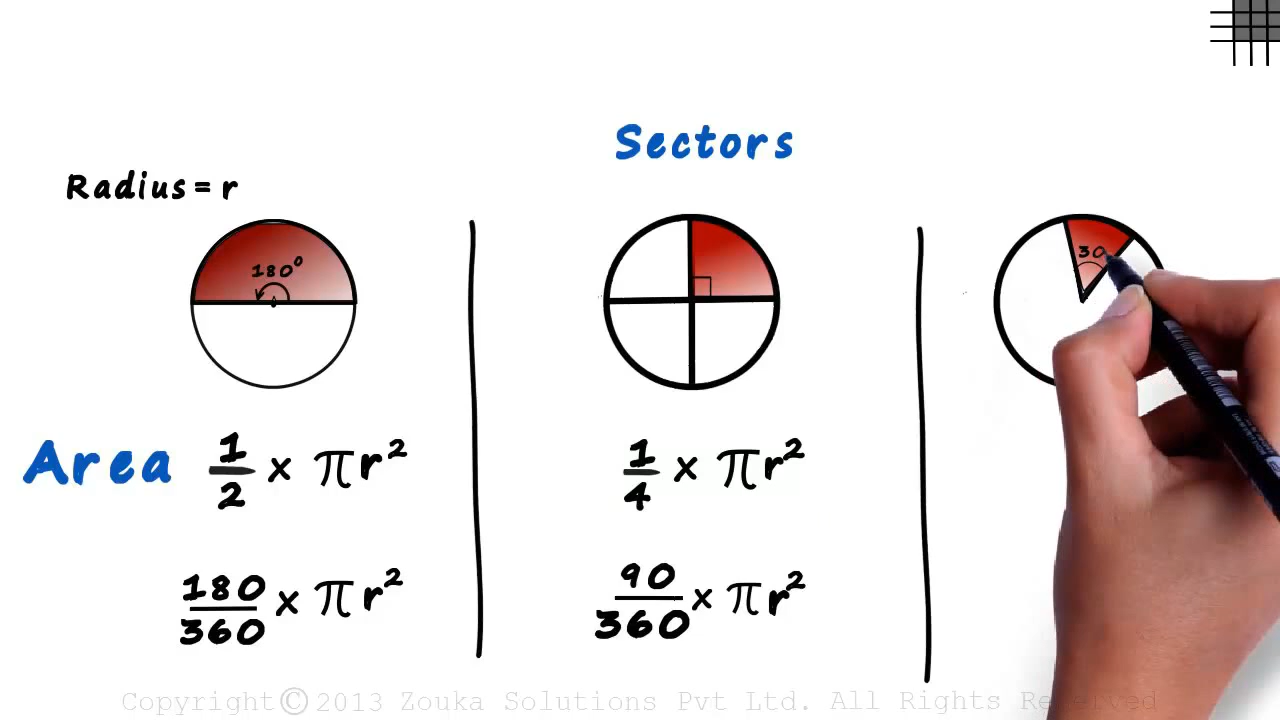 Sectors
Radius = r
180°
30
Area
1/2 × πr²
1/4 × πr²
180/360 × πr²
90/360 × πr²
Copyright© 2013 Zouka Solutions Pvt Ltd. All Rights Reserved